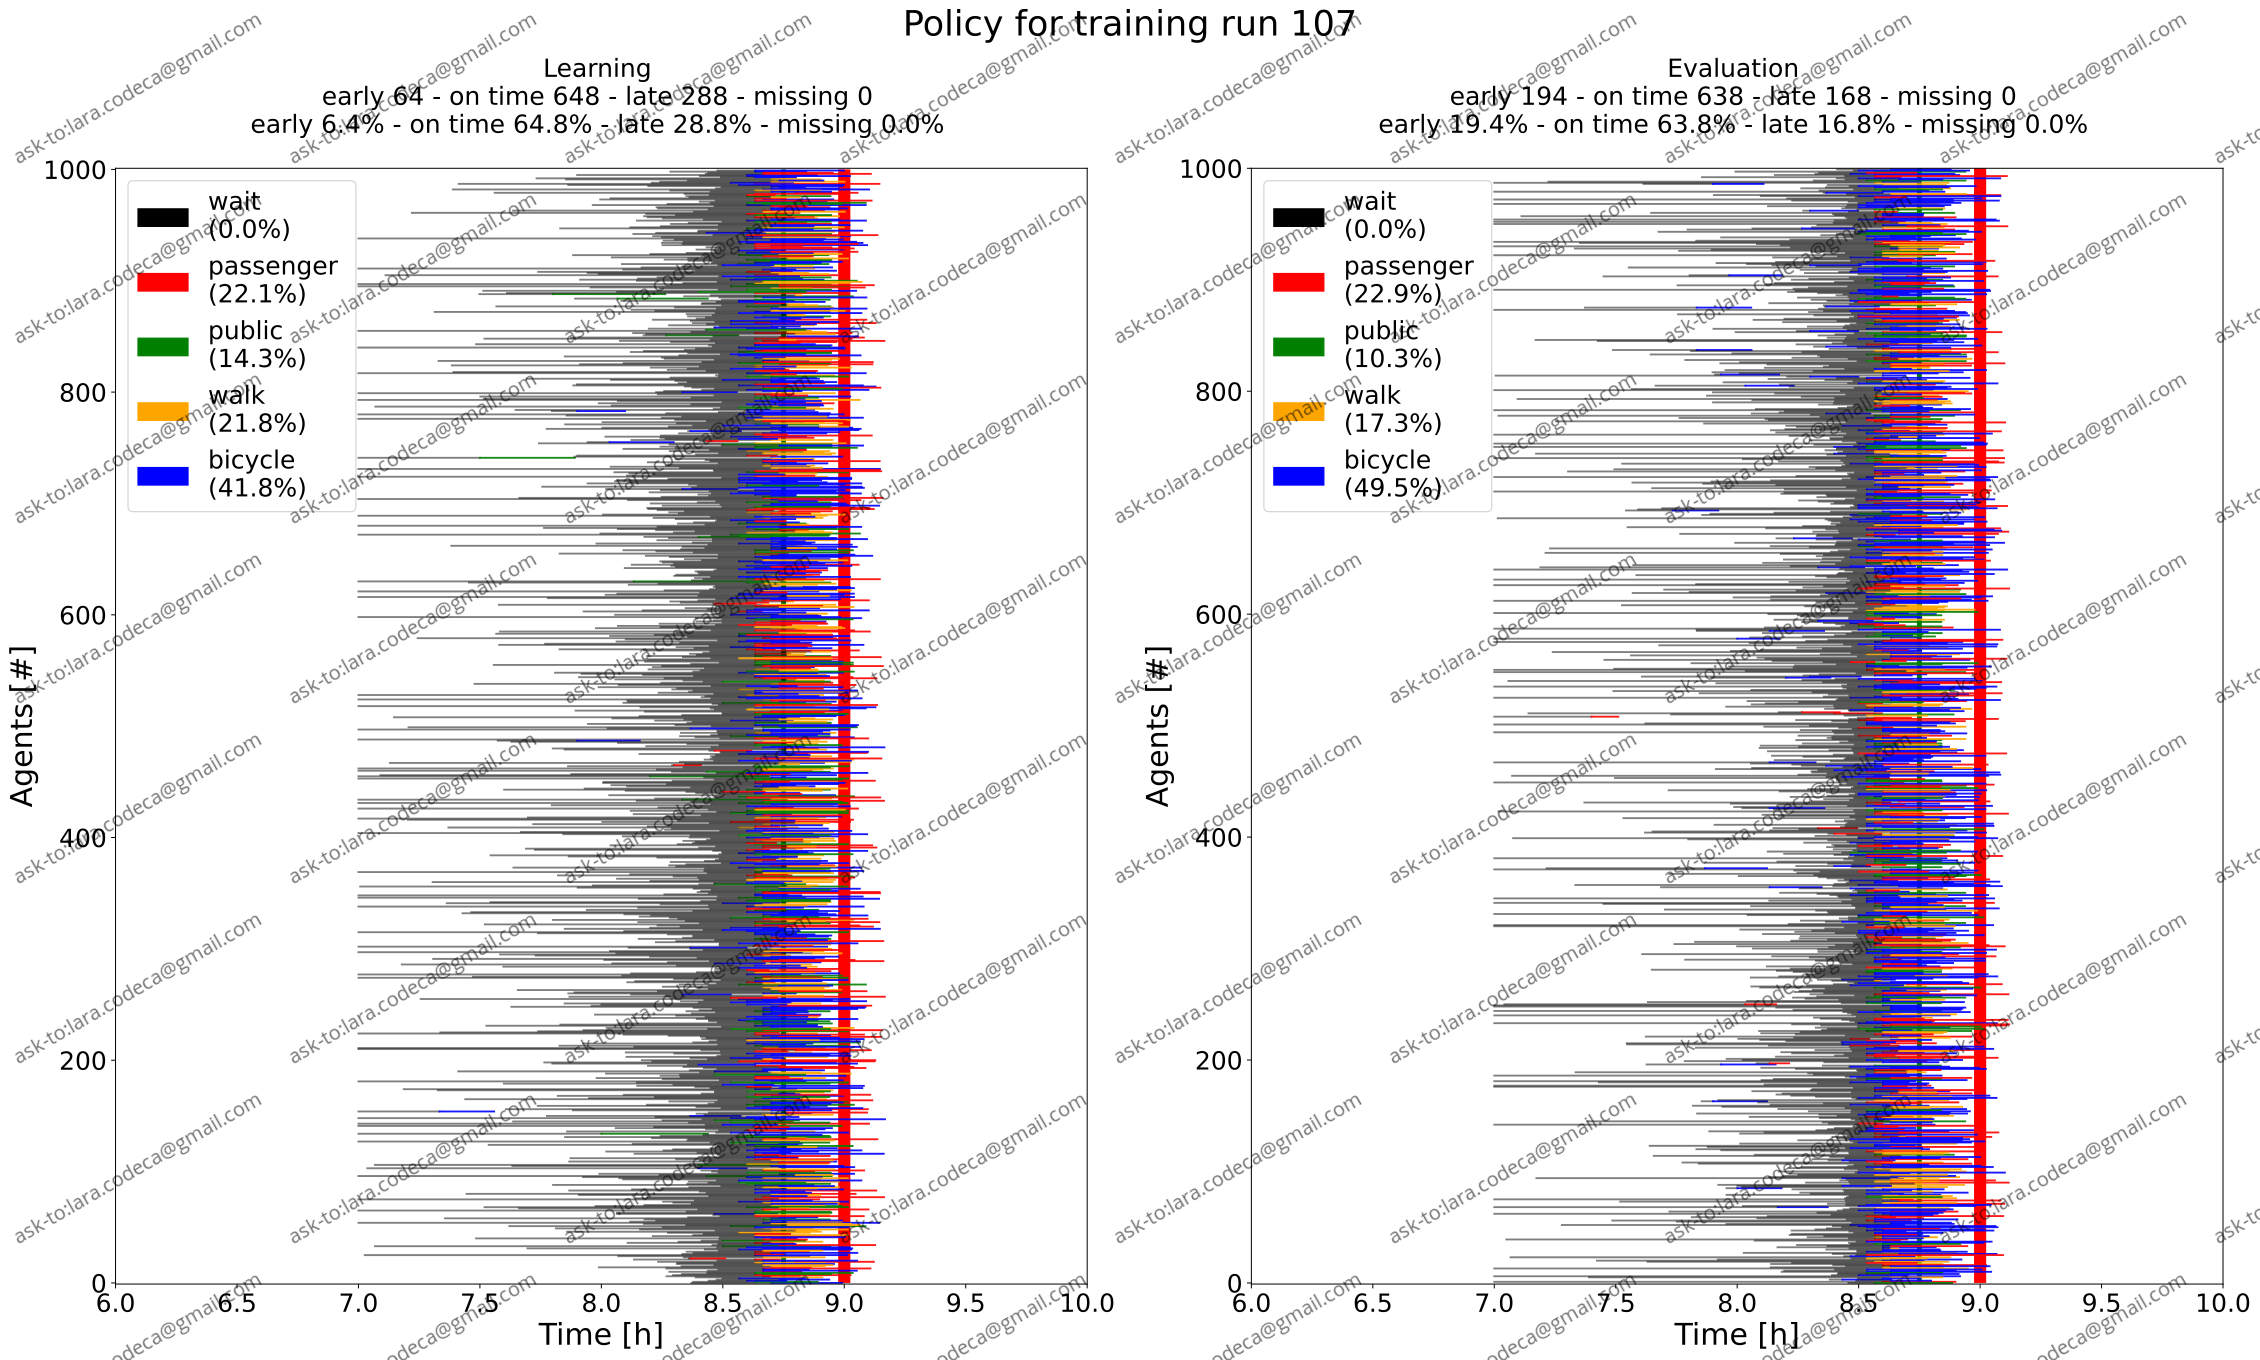 Policy for training run 107
Learning
early 64 - on time 648 - late 288 - missing 0
early 6.4% - on time 64.8% - late 28.8% - missing 0.0%
Evaluation
early 194 - on time 638 - late 168 - missing 0
early 19.4% - on time 63.8% - late 16.8% - missing 0.0%
wait
(0.0%)
passenger
(22.1%)
public
(14.3%)
walk
(21.8%)
bicycle
(41.8%)
1000
800
600
400
200
0
Agents [#]
6.0 6.5 7.0 7.5 8.0 8.5 9.0 9.5 10.0
Time [h]
wait
(0.0%)
passenger
(22.9%)
public
(10.3%)
walk
(17.3%)
bicycle
(49.5%)
1000
800
600
400
200
0
Agents [#]
6.0 6.5 7.0 7.5 8.0 8.5 9.0 9.5 10.0
Time [h]
ask-to:lara.codeca@gmail.com